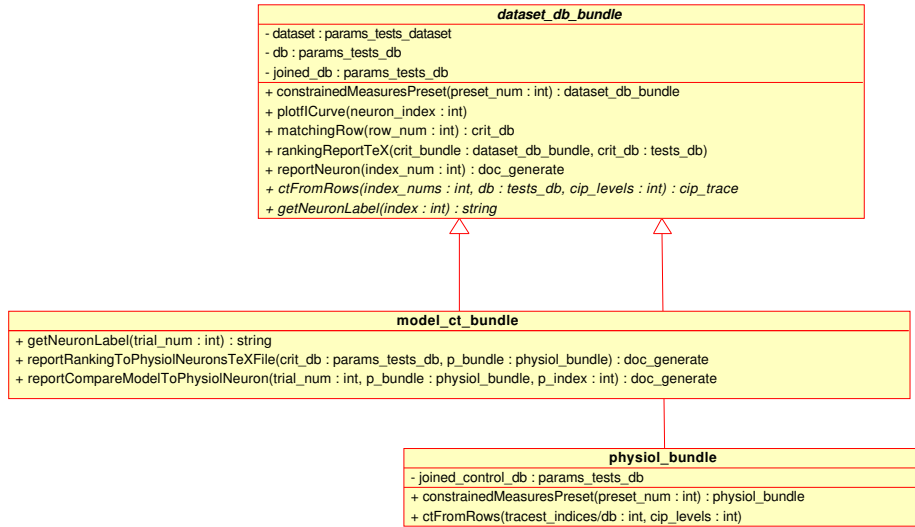 dataset_db_bundle
- dataset : params_tests_dataset
- db : params_tests_db
- joined_db : params_tests_db
+ constrainedMeasuresPreset(preset_num : int) : dataset_db_bundle
+ plotfICurve(neuron_index : int)
+ matchingRow(row_num : int) : crit_db
+ rankingReportTeX(crit_bundle : dataset_db_bundle, crit_db : tests_db)
+ reportNeuron(index_num : int) : doc_generate
+ ctFromRows(index_nums : int, db : tests_db, cip_levels : int) : cip_trace
+ getNeuronLabel(index : int) : string
model_ct_bundle
+ getNeuronLabel(trial_num : int) : string
+ reportRankingToPhysiolNeuronsTeXFile(crit_db : params_tests_db, p_bundle : physiol_bundle) : doc_generate
+ reportCompareModelToPhysiolNeuron(trial_num : int, p_bundle : physiol_bundle, p_index : int) : doc_generate
physiol_bundle
- joined_control_db : params_tests_db
+ constrainedMeasuresPreset(preset_num : int) : physiol_bundle
+ ctFromRows(tracest_indices/db : int, cip_levels : int)